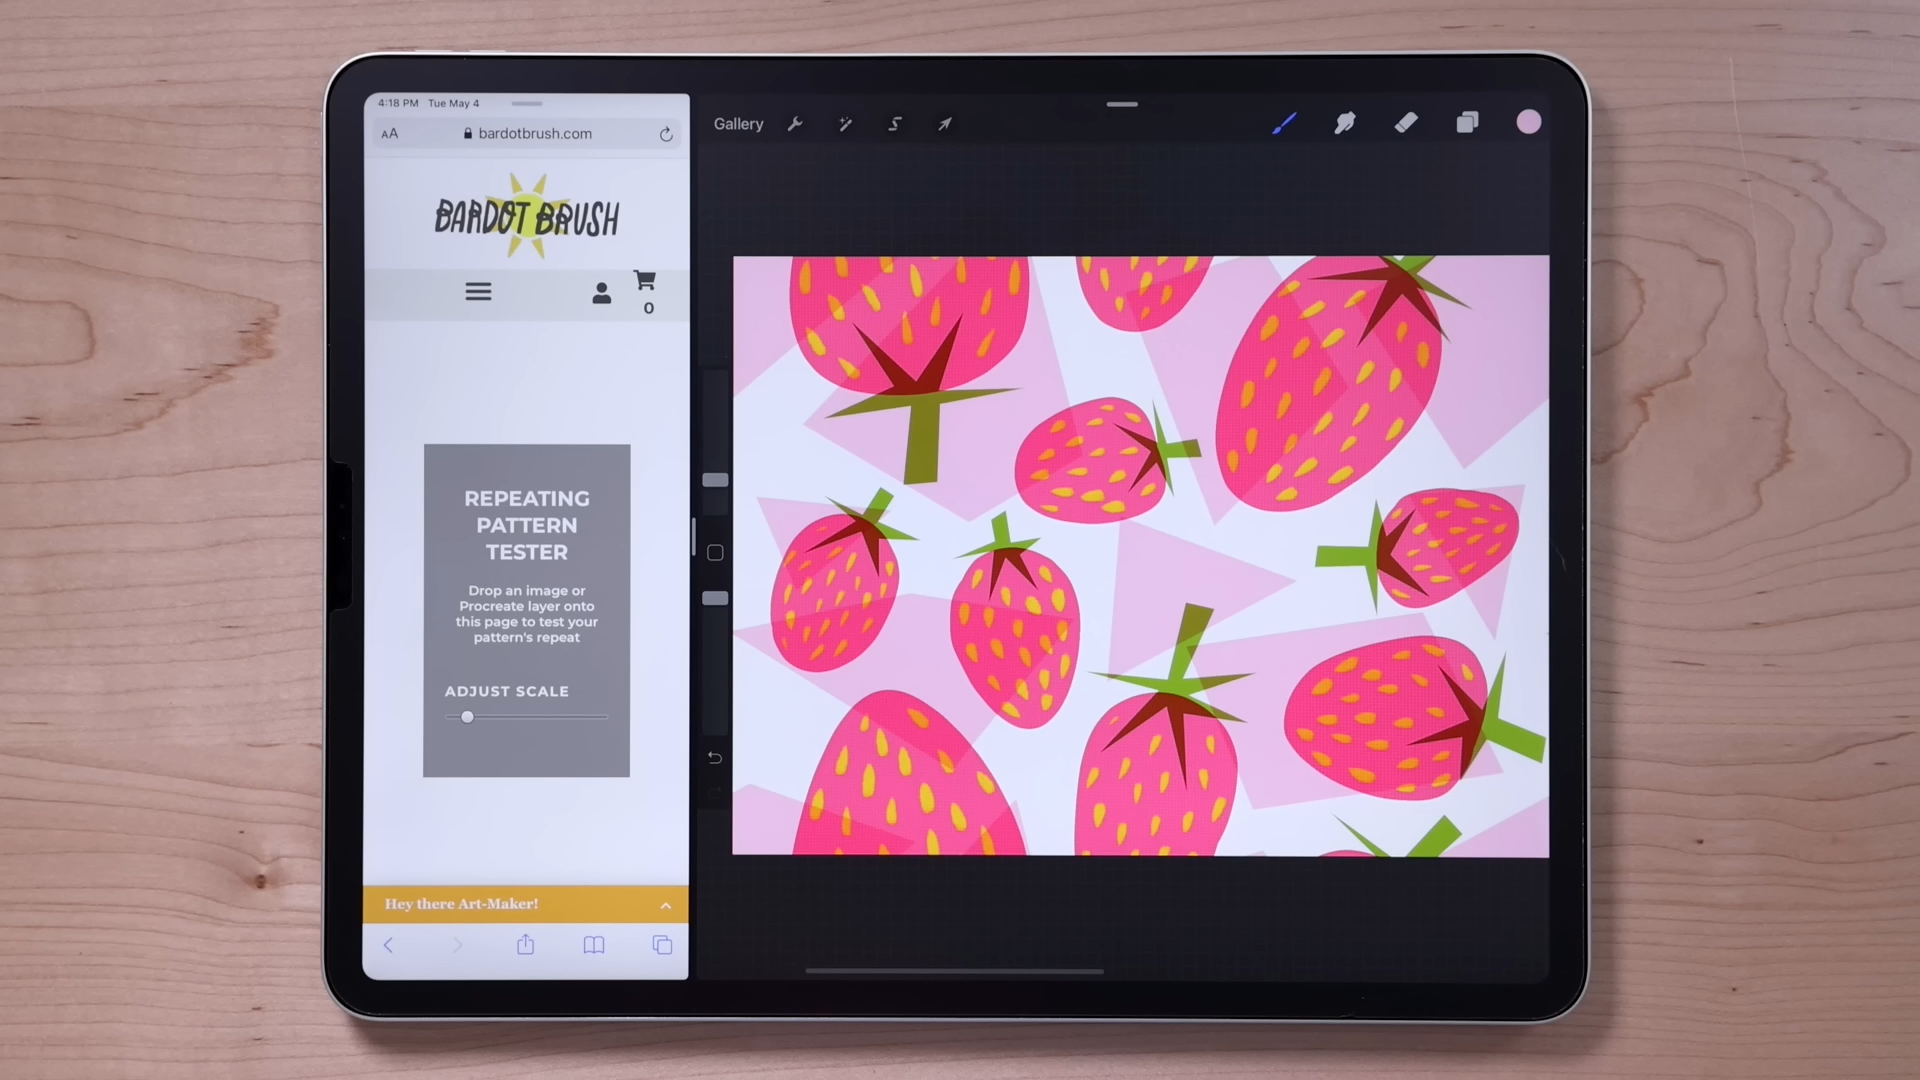 4:18 PM Tue May 4
AA bardotbrush.com
BARDOT BRUSH
0
REPEATING
PATTERN
TESTER
Drop an image or
Procreate layer onto
this page to test your
pattern's repeat
ADJUST SCALE
Hey there Art-Maker!
Gallery